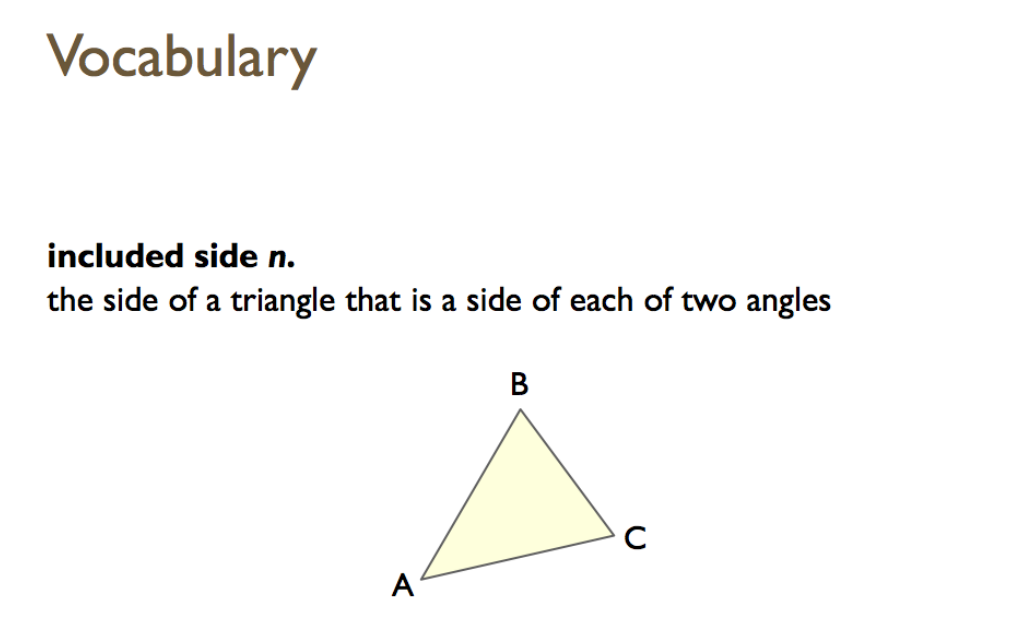 Vocabulary
included side n.
the side of a triangle that is a side of each of two angles
B
C
A